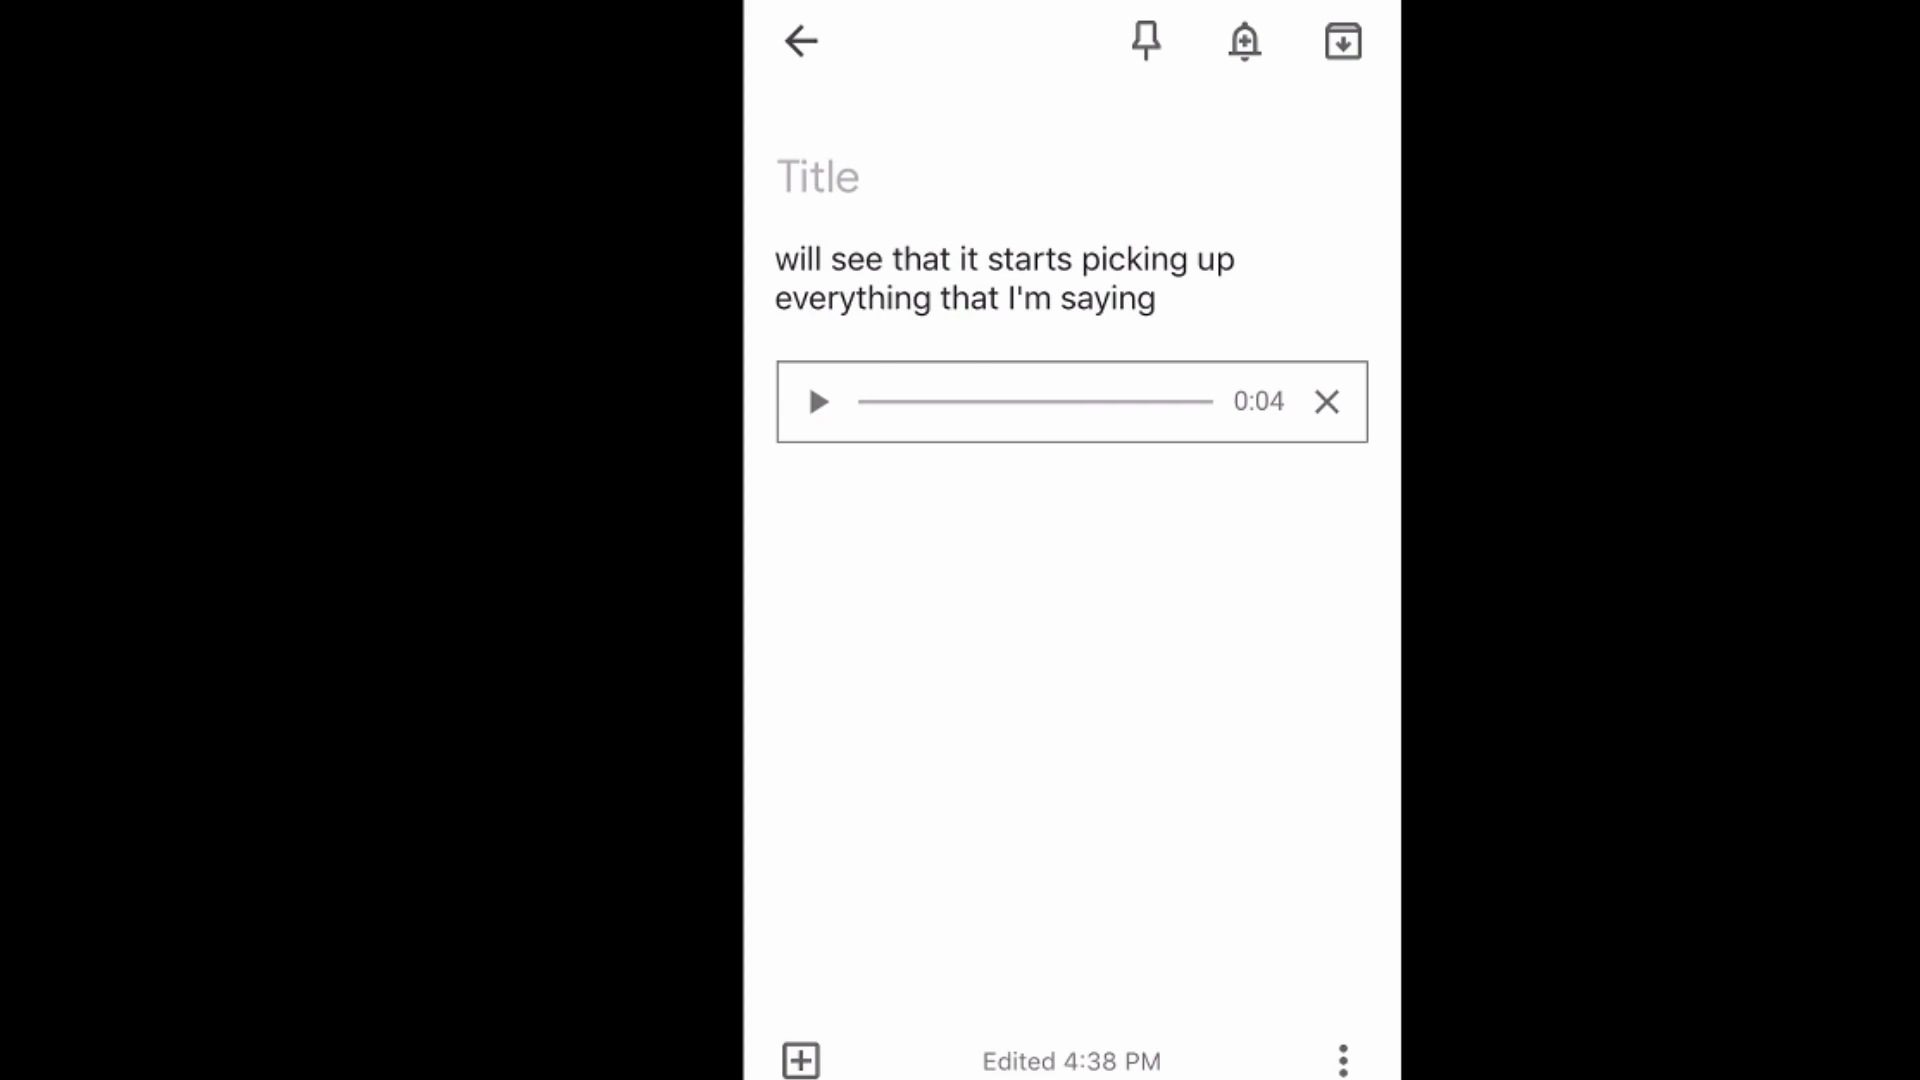 Title
will see that it starts picking up
everything that I'm saying
0:04
Edited 4:38 PM